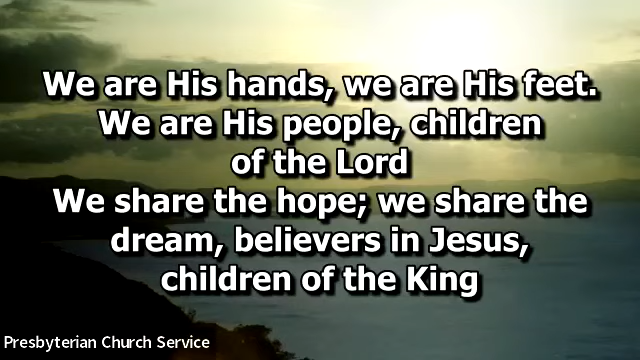 We are His hands, we are His feet.
We are His people, children
of the Lord
We share the hope; we share the
dream, believers in Jesus,
children of the King
Presbyterian Church Service